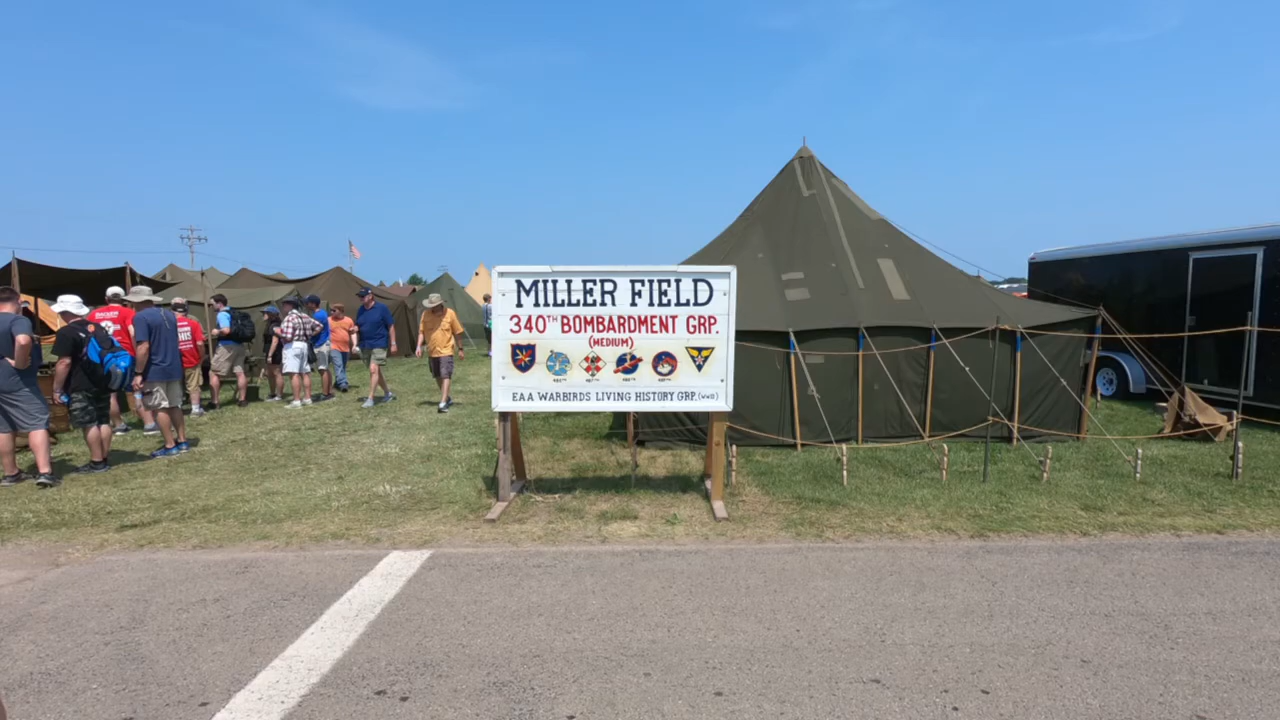 MILLER FIELD
340TH BOMBARDMENT GRP.
(MEDIUM)
EAA WARBIRDS LIVING HISTORY GRP. (WWII)